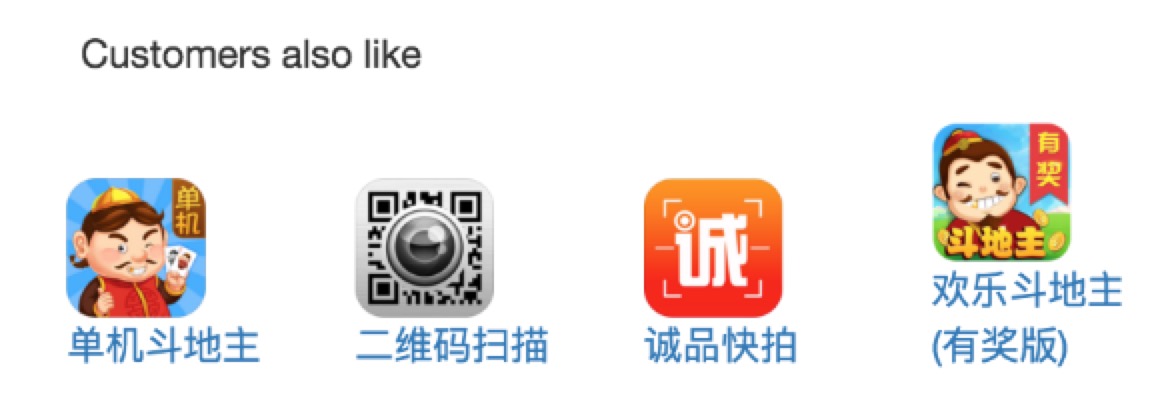 Customers also like
单机
诚
有奖
斗地主
单机斗地主
二维码扫描
诚品快拍
欢乐斗地主
(有奖版)